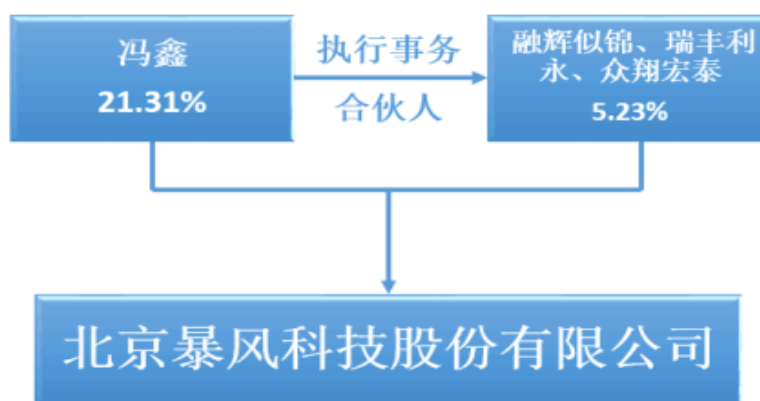 冯鑫
21.31%
执行事务
合伙人
融辉似锦、瑞丰利
永、众翔宏泰
5.23%
北京暴风科技股份有限公司